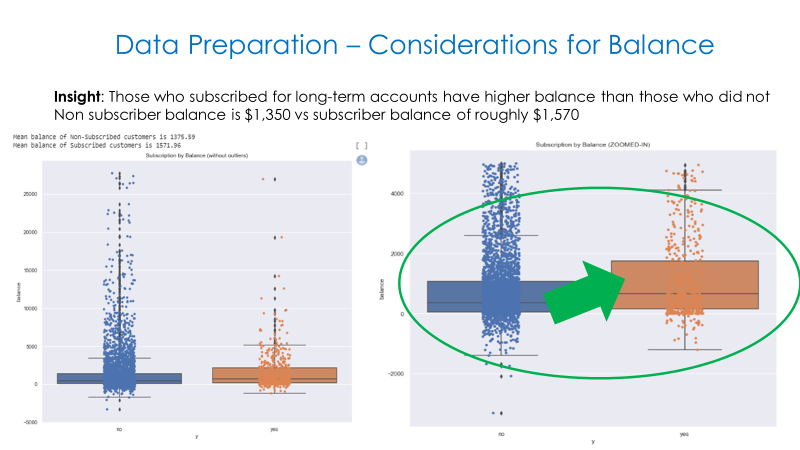 Data Preparation – Considerations for Balance
Insight: Those who subscribed for long-term accounts have higher balance than those who did not
Non subscriber balance is $1,350 vs subscriber balance of roughly $1,570
Mean balance of Non-Subscribed customers is 1375.59
Mean balance of Subscribed customers is 1571.96
[ ]
Subscription by Balance (without outliers)
25000
20000
15000
10000
5000
0
-5000
balance
no
yes
y
Subscription by Balance (ZOOMED-IN)
4000
2000
0
−2000
balance
no
yes
y